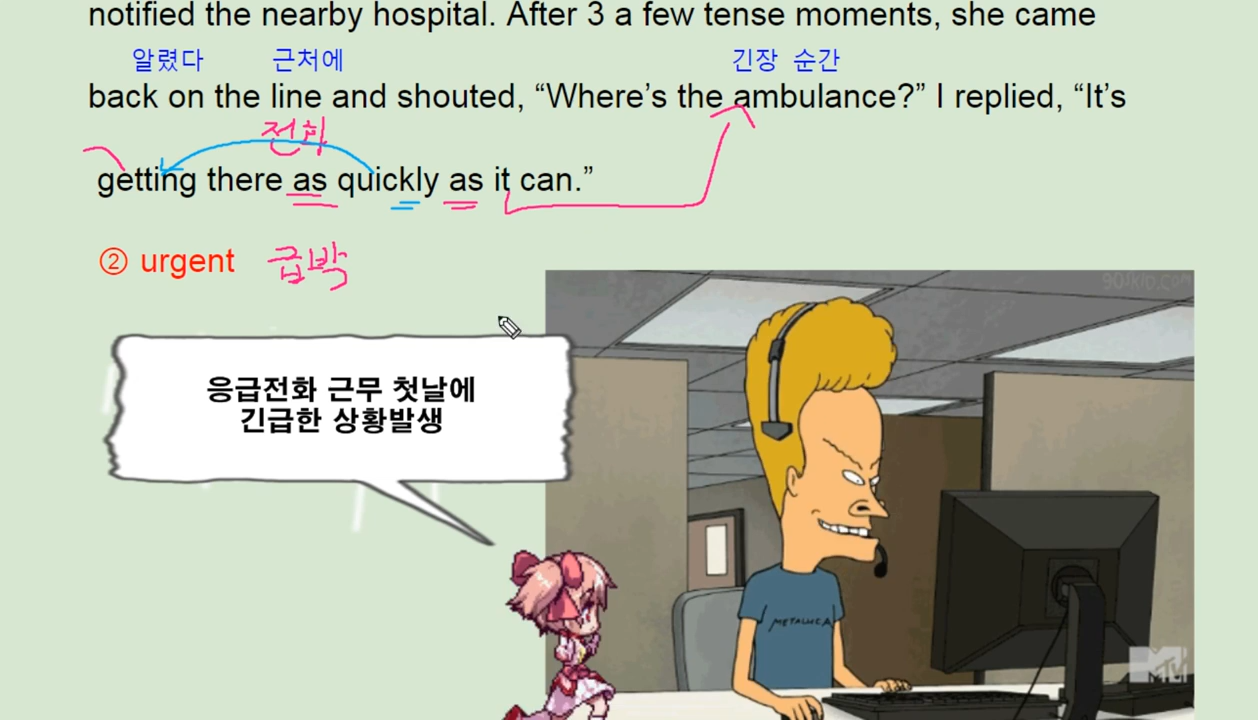 notified the nearby hospital. After 3 a few tense moments, she came
알렸다 근처에 긴장 순간
back on the line and shouted, “Where’s the ambulance?” I replied, “It’s
전화
getting there as quickly as it can.”
② urgent 급박
90SKID.COM
응급전화 근무 첫날에
긴급한 상황발생
METALLICA
MTV